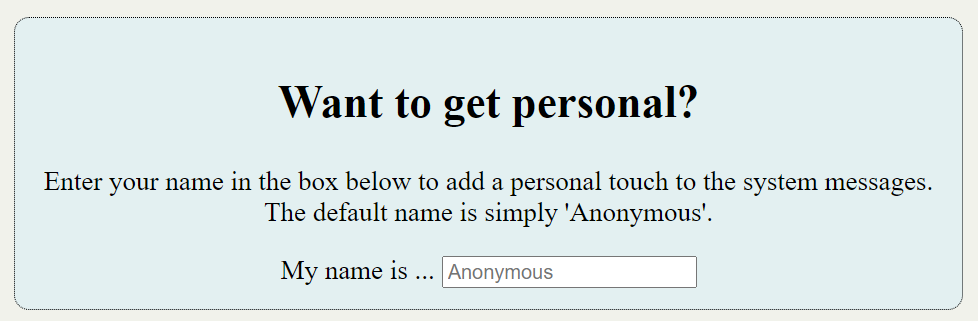 Want to get personal?
Enter your name in the box below to add a personal touch to the system messages.
The default name is simply 'Anonymous'.
My name is ... Anonymous